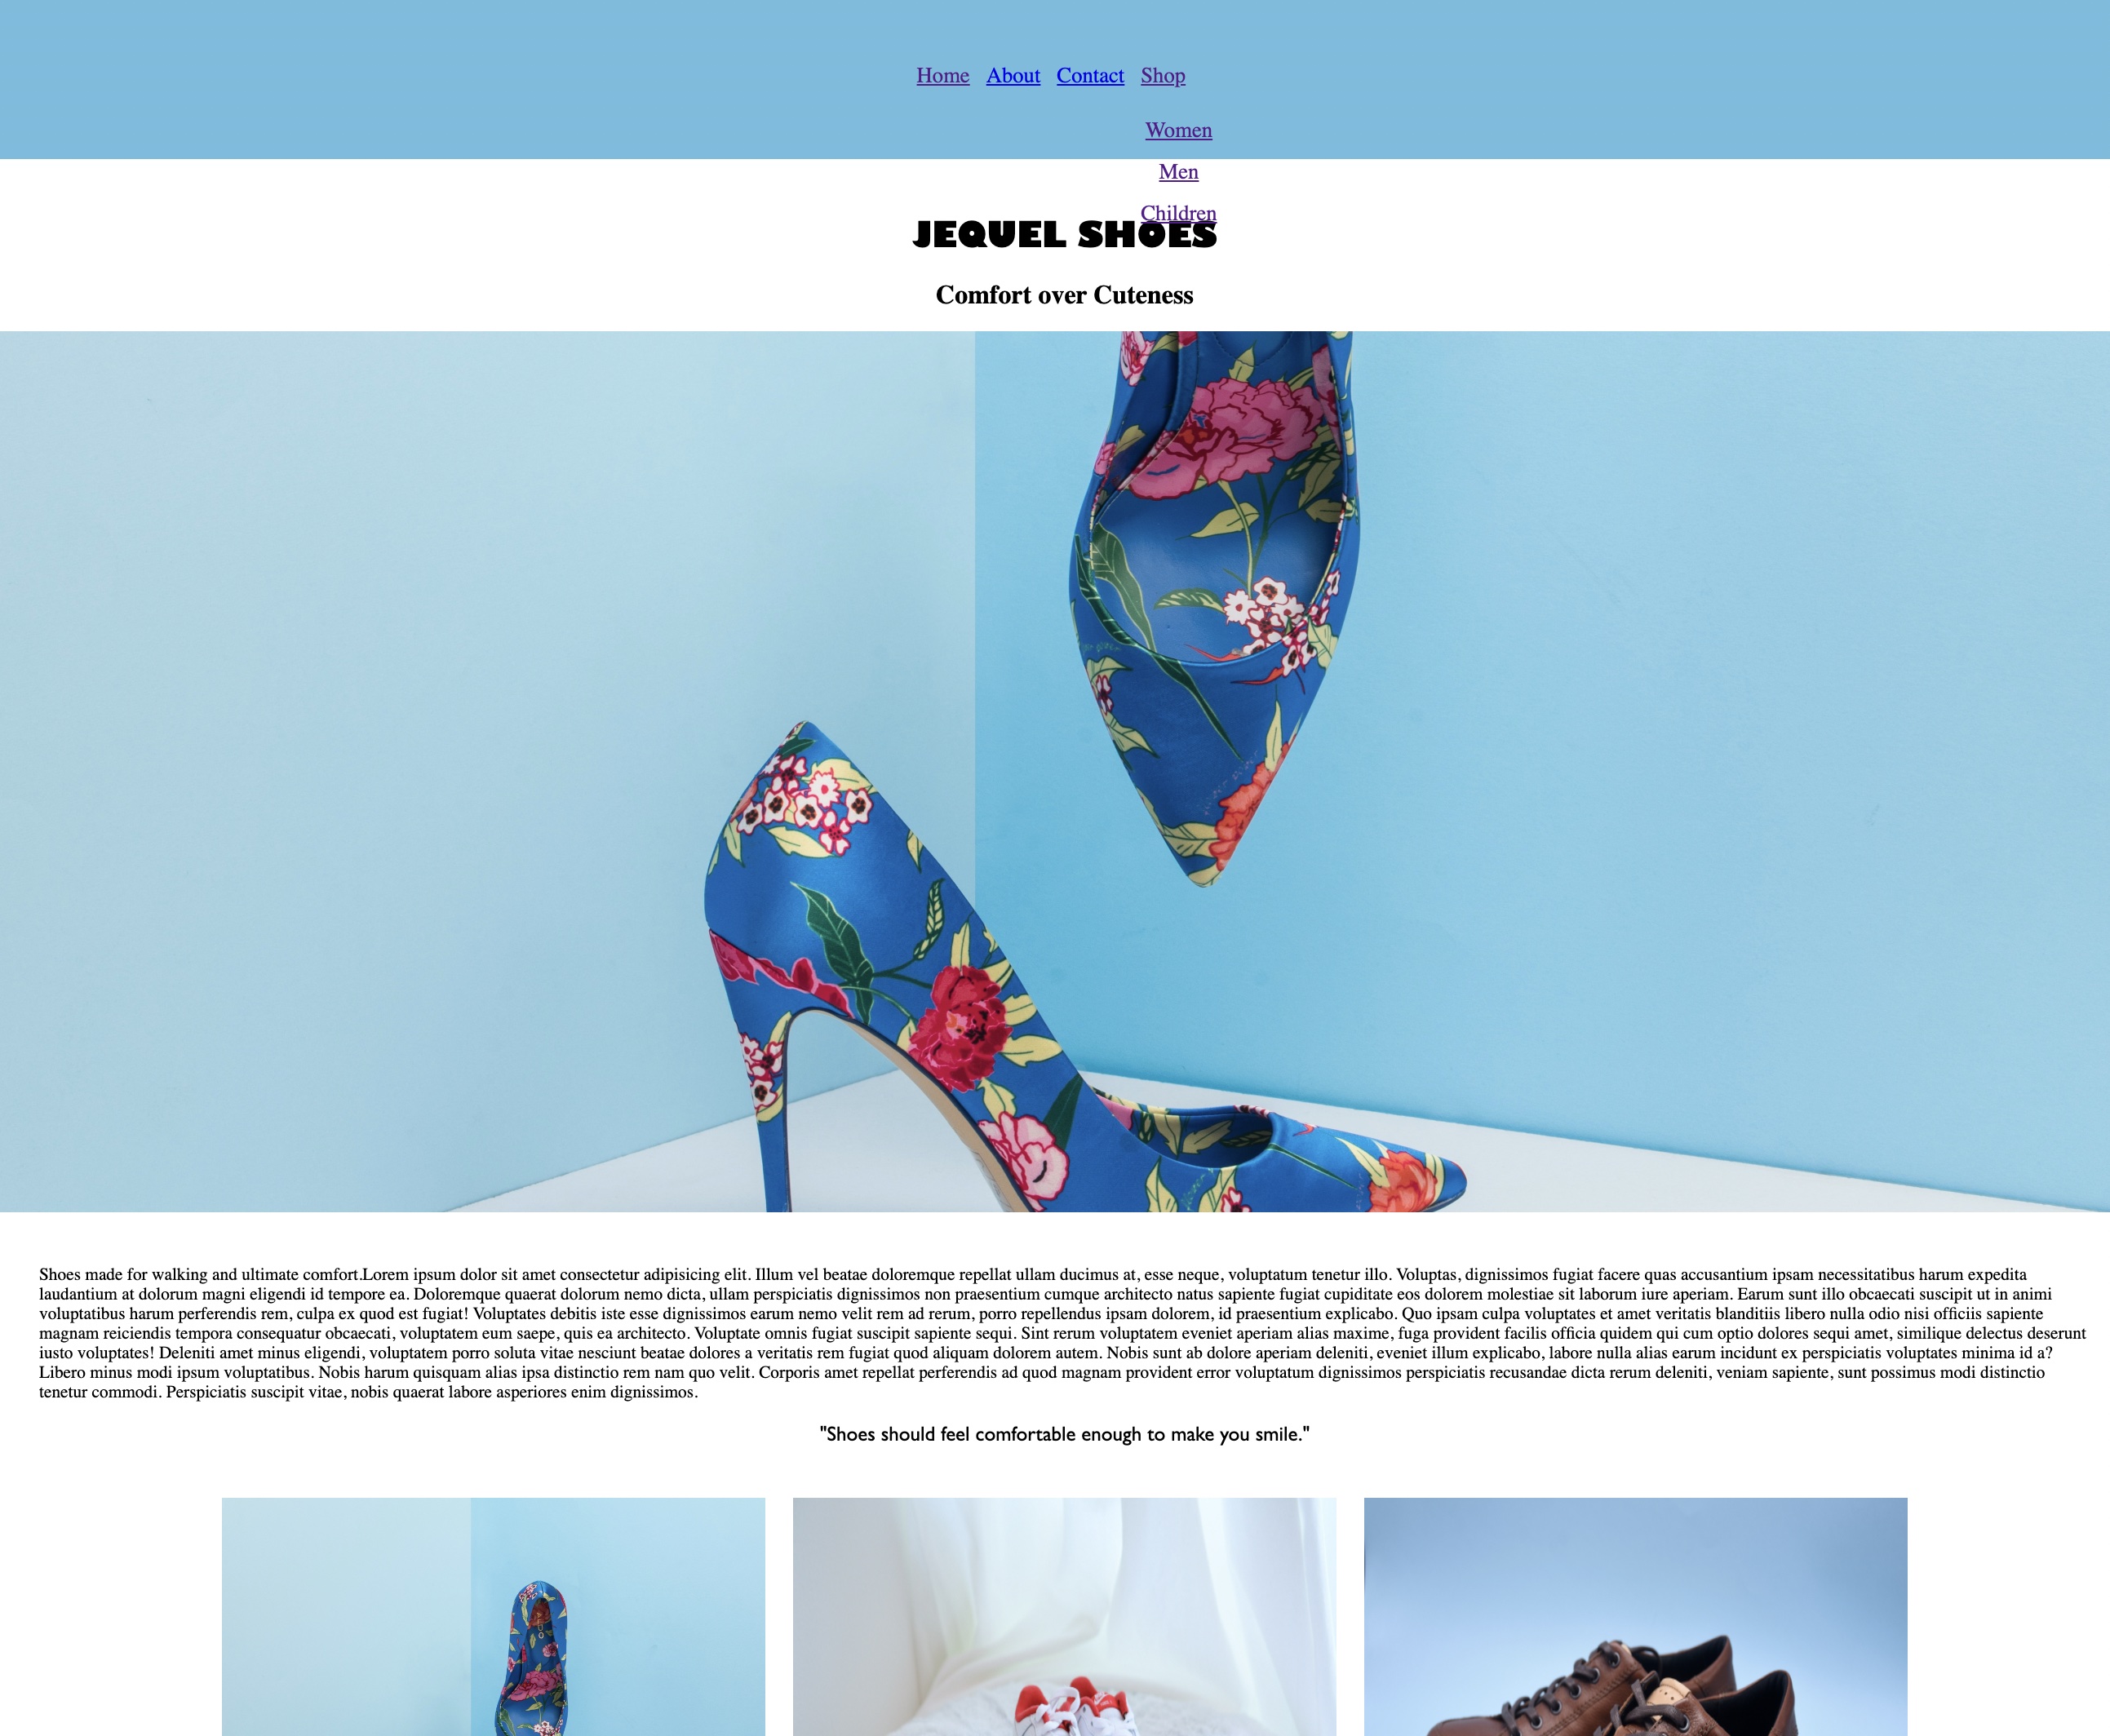 Home About Contact Shop
Women
Men
Children
JEQUEL SHOES
Comfort over Cuteness
Shoes made for walking and ultimate comfort.Lorem ipsum dolor sit amet consectetur adipisicing elit. Illum vel beatae doloremque repellat ullam ducimus at, esse neque, voluptatum tenetur illo. Voluptas, dignissimos fugiat facere quas accusantium ipsam necessitatibus harum expedita
laudantium at dolorum magni eligendi id tempore ea. Doloremque quaerat dolorum nemo dicta, ullam perspiciatis dignissimos non praesentium cumque architecto natus sapiente fugiat cupiditate eos dolorem molestiae sit laborum iure aperiam. Earum sunt illo obcaecati suscipit ut in animi
voluptatibus harum perferendis rem, culpa ex quod est fugiat! Voluptates debitis iste esse dignissimos earum nemo velit rem ad rerum, porro repellendus ipsam dolorem, id praesentium explicabo. Quo ipsam culpa voluptates et amet veritatis blanditiis libero nulla odio nisi officiis sapiente
magnam reiciendis tempora consequatur obcaecati, voluptatem eum saepe, quis ea architecto. Voluptate omnis fugiat suscipit sapiente sequi. Sint rerum voluptatem eveniet aperiam alias maxime, fuga provident facilis officia quidem qui cum optio dolores sequi amet, similique delectus deserunt
iusto voluptates! Deleniti amet minus eligendi, voluptatem porro soluta vitae nesciunt beatae dolores a veritatis rem fugiat quod aliquam dolorem autem. Nobis sunt ab dolore aperiam deleniti, eveniet illum explicabo, labore nulla alias earum incidunt ex perspiciatis voluptates minima id a?
Libero minus modi ipsum voluptatibus. Nobis harum quisquam alias ipsa distinctio rem nam quo velit. Corporis amet repellat perferendis ad quod magnam provident error voluptatum dignissimos perspiciatis recusandae dicta rerum deleniti, veniam sapiente, sunt possimus modi distinctio
tenetur commodi. Perspiciatis suscipit vitae, nobis quaerat labore asperiores enim dignissimos.
"Shoes should feel comfortable enough to make you smile."